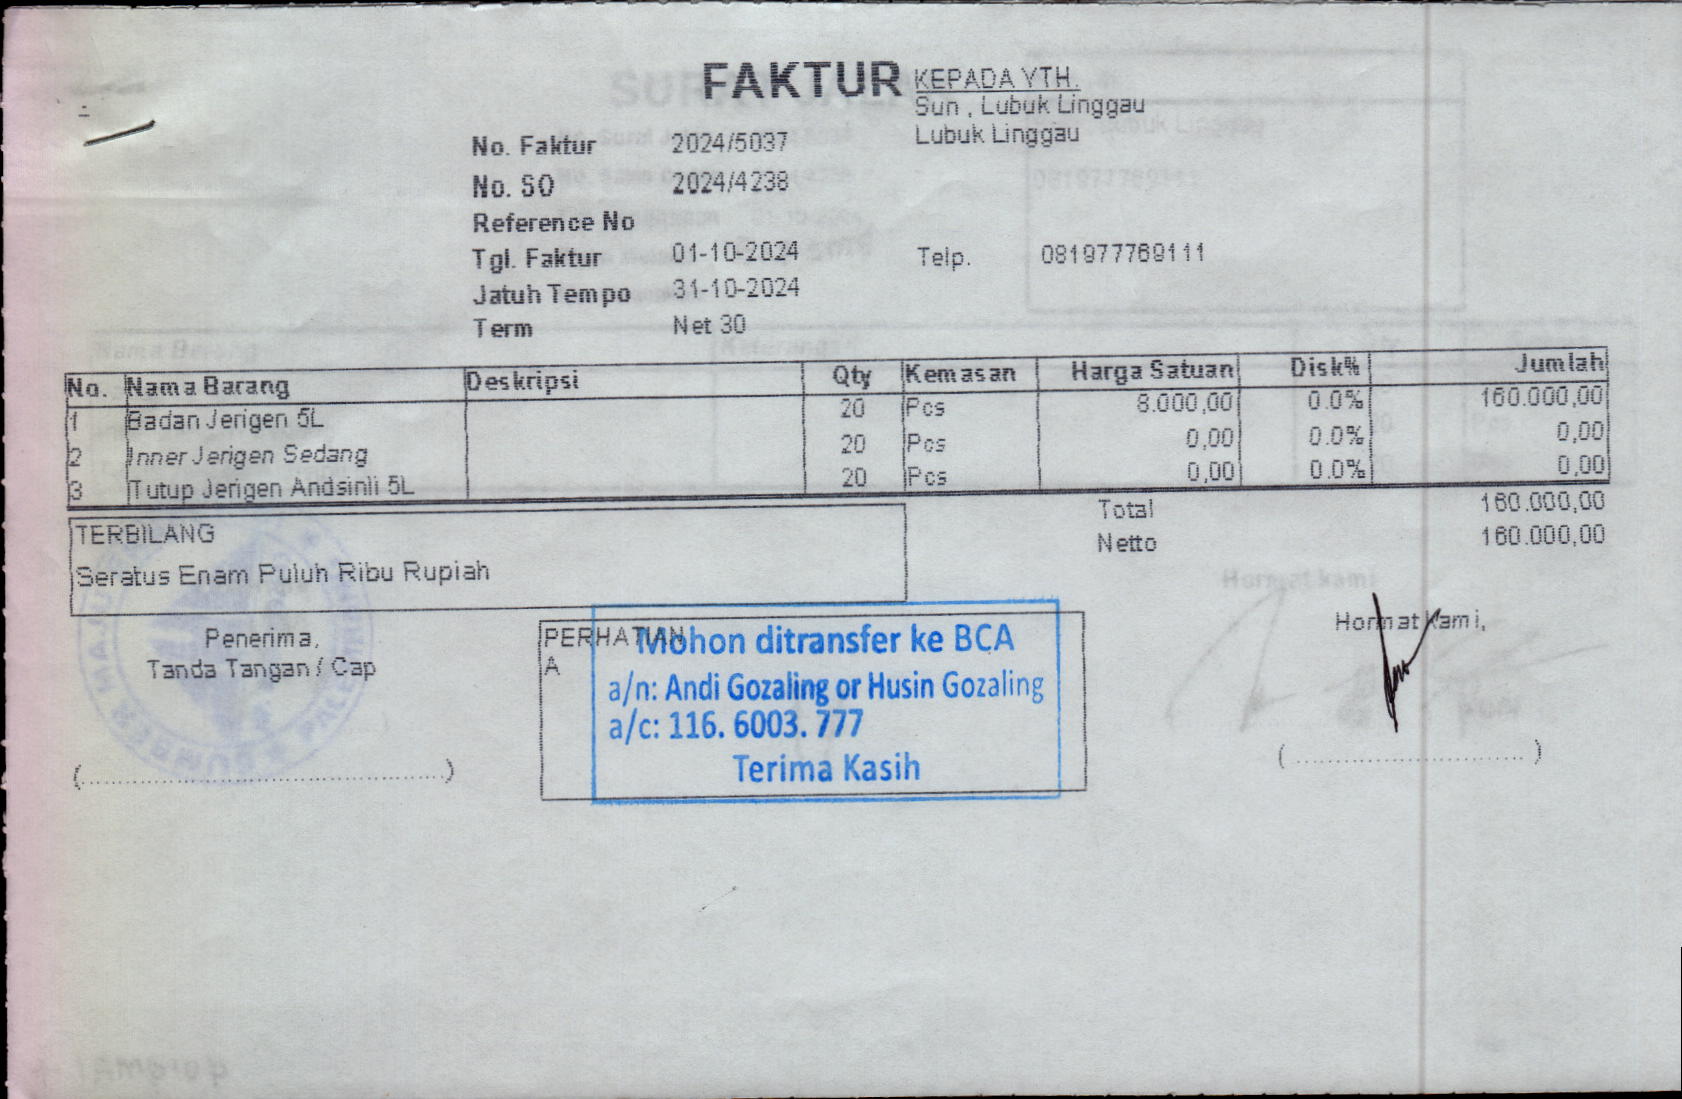 FAKTUR
KEPADA YTH.
Sun , Lubuk Linggau
Lubuk Linggau
No. Faktur 2024/5037
No. SO 2024/4238
Reference No
Tgl. Faktur 01-10-2024
Telp. 081977769111
Jatuh Tempo 31-10-2024
Term Net 30
No. Nama Barang Deskripsi Qty Kemasan Harga Satuan Disk% Jumlah
1 Badan Jerigen 5L 20 Pcs 8.000,00 0.0% 160.000,00
2 Inner Jerigen Sedang 20 Pcs 0,00 0.0% 0,00
3 Tutup Jerigen Andsinli 5L 20 Pcs 0,00 0.0% 0,00
Total 160.000,00
Netto 160.000,00
TERBILANG
Seratus Enam Puluh Ribu Rupiah
Penerima,
Tanda Tangan / Cap
PERHATIAN
A
Mohon ditransfer ke BCA
a/n: Andi Gozaling or Husin Gozaling
a/c: 116. 6003. 777
Terima Kasih
Hormat Kami,
(..................................................)
(................................)